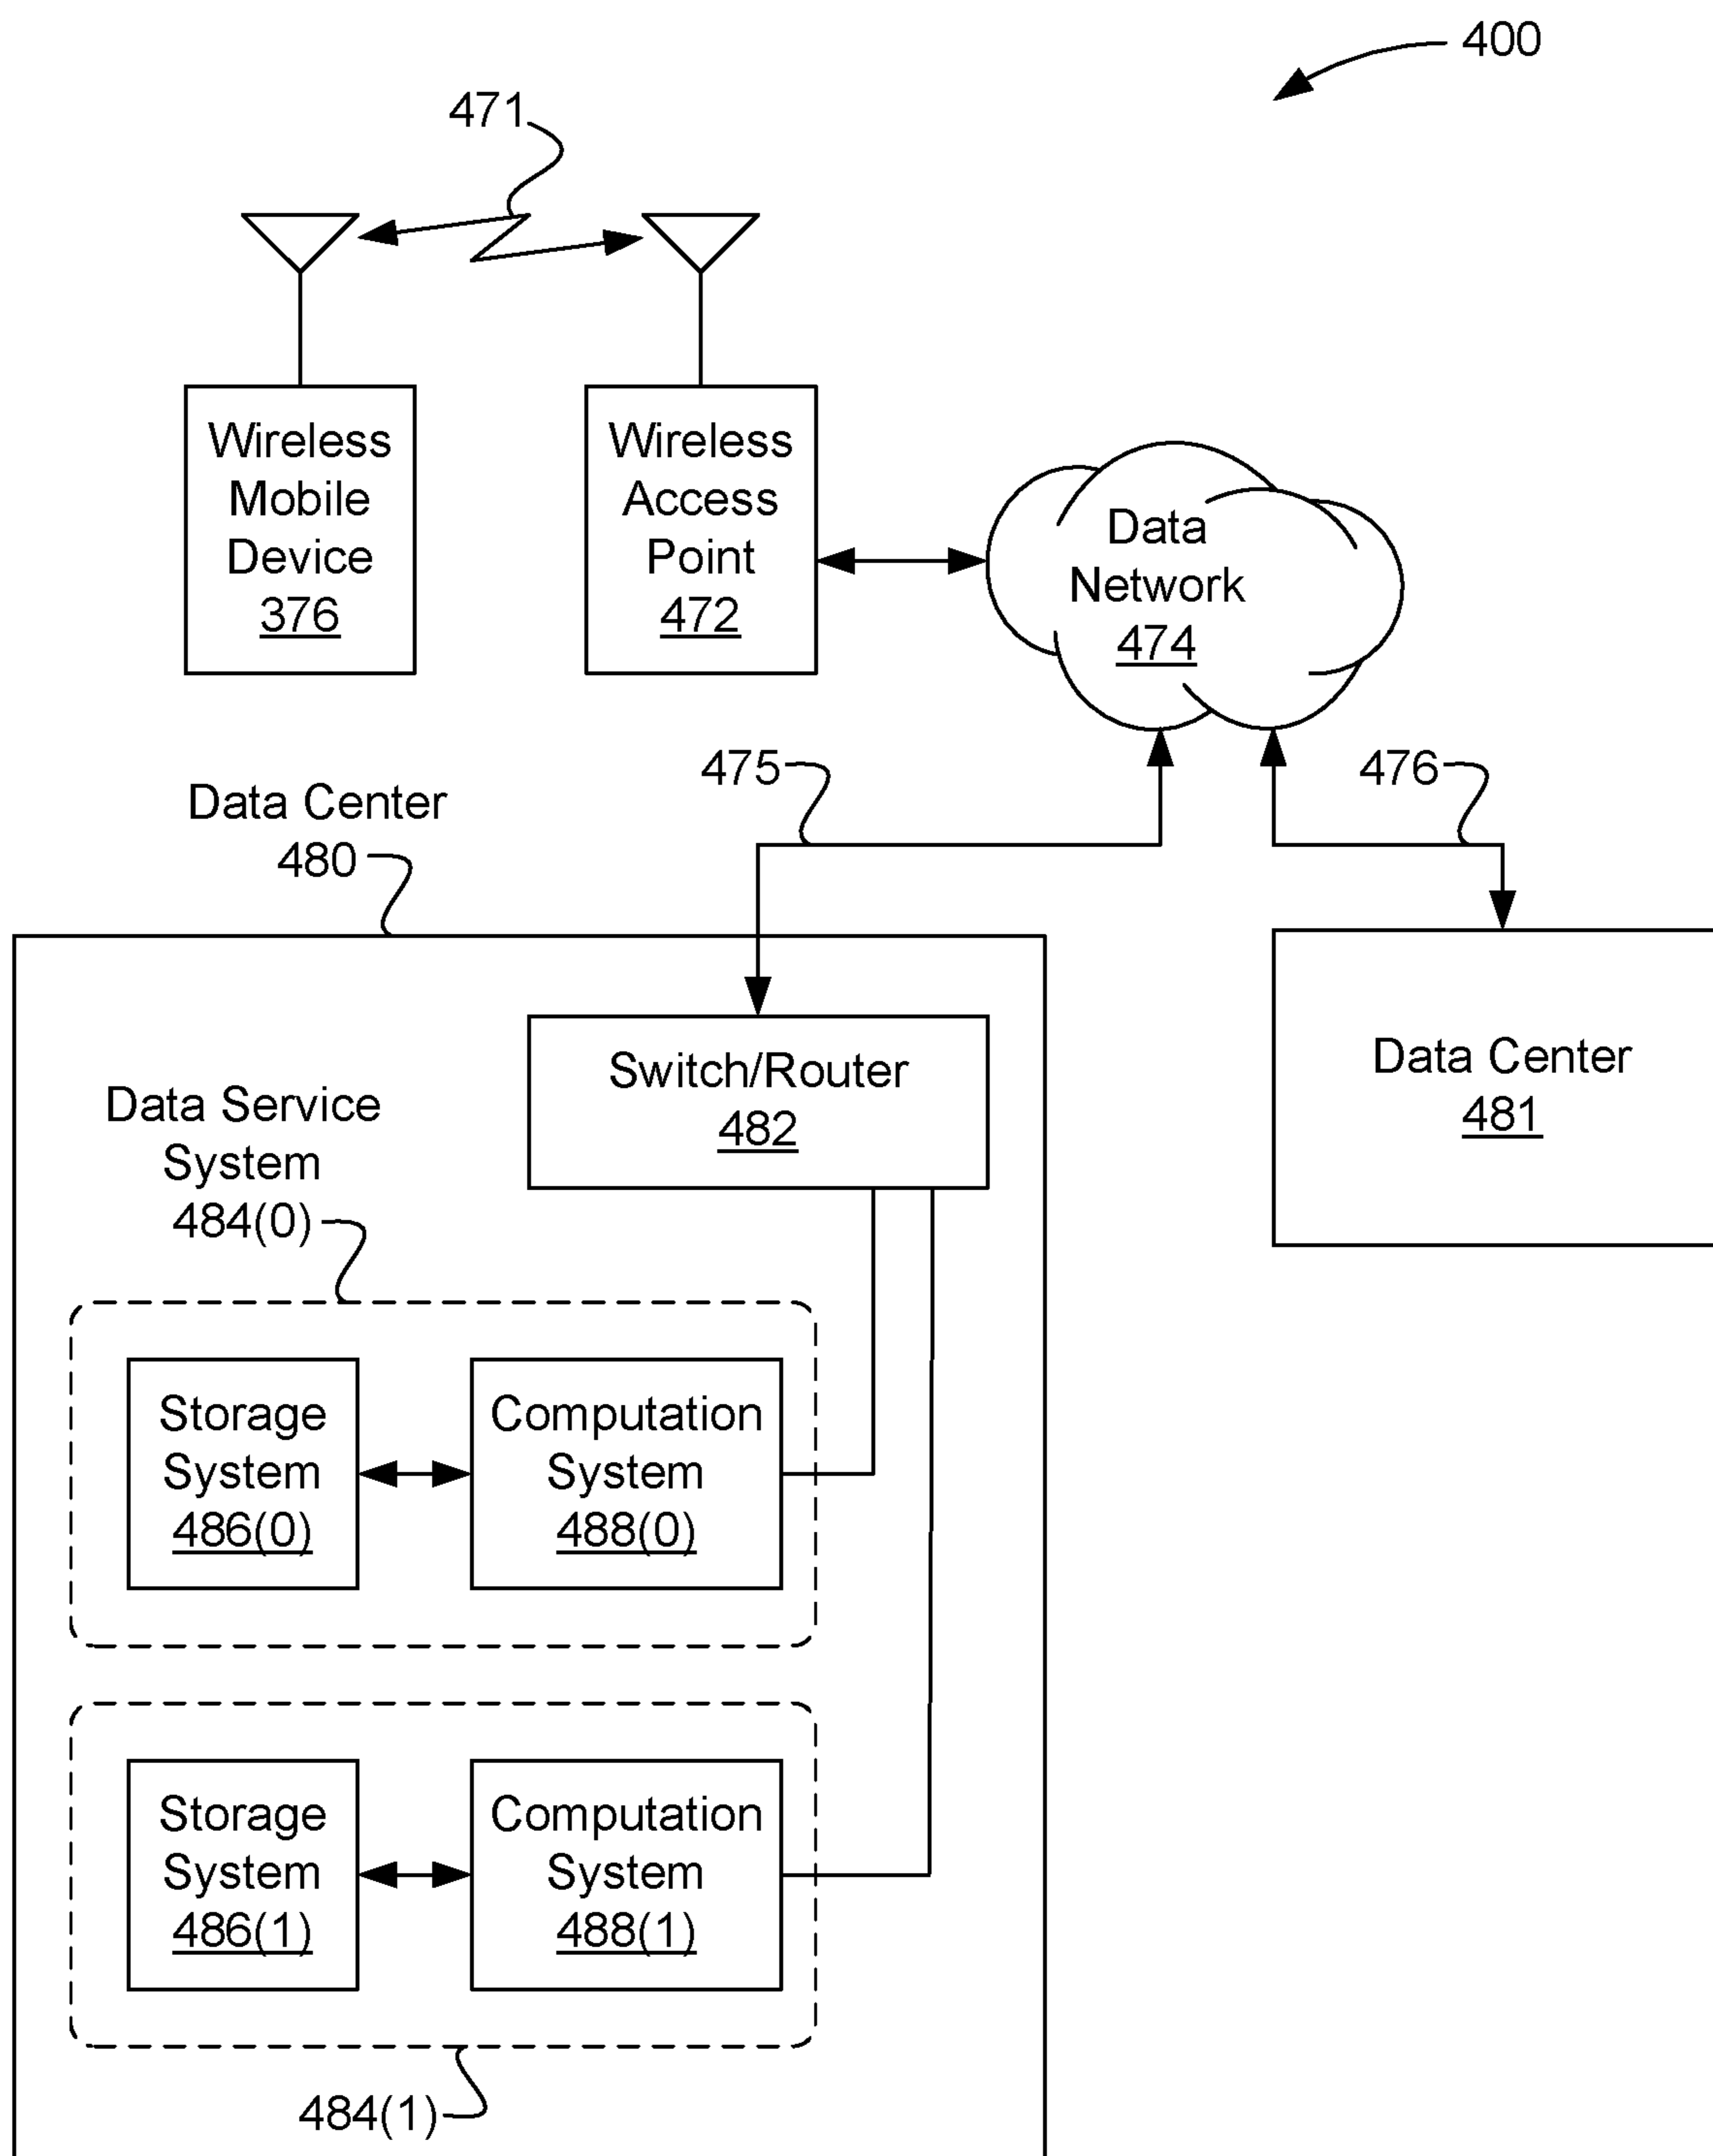 400
471
Wireless
Mobile
Device
376
Wireless
Access
Point
472
Data
Network
474
475
476
Data Center
480
Switch/Router
482
Data Center
481
Data Service
System
484(0)
Storage
System
486(0)
Computation
System
488(0)
Storage
System
486(1)
Computation
System
488(1)
484(1)